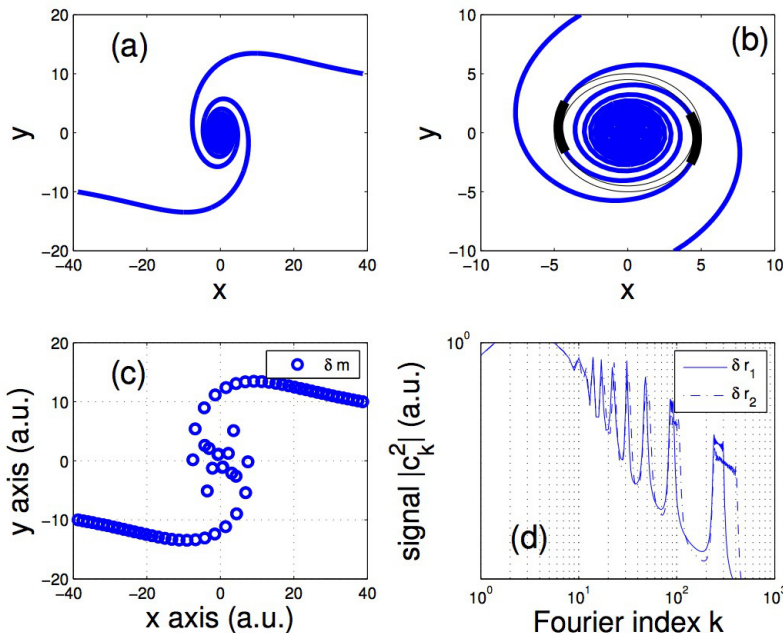 (a)
y
20
10
0
−10
−20
−40
−20
0
20
40
x
(b)
y
10
5
0
−5
−10
−10
−5
0
5
10
x
(c)
δ m
y axis (a.u.)
20
10
0
−10
−20
−40
−20
0
20
40
x axis (a.u.)
δ r₁
δ r₂
(d)
signal |c²ₖ| (a.u.)
10⁰
10⁰
10¹
10²
10³
Fourier index k